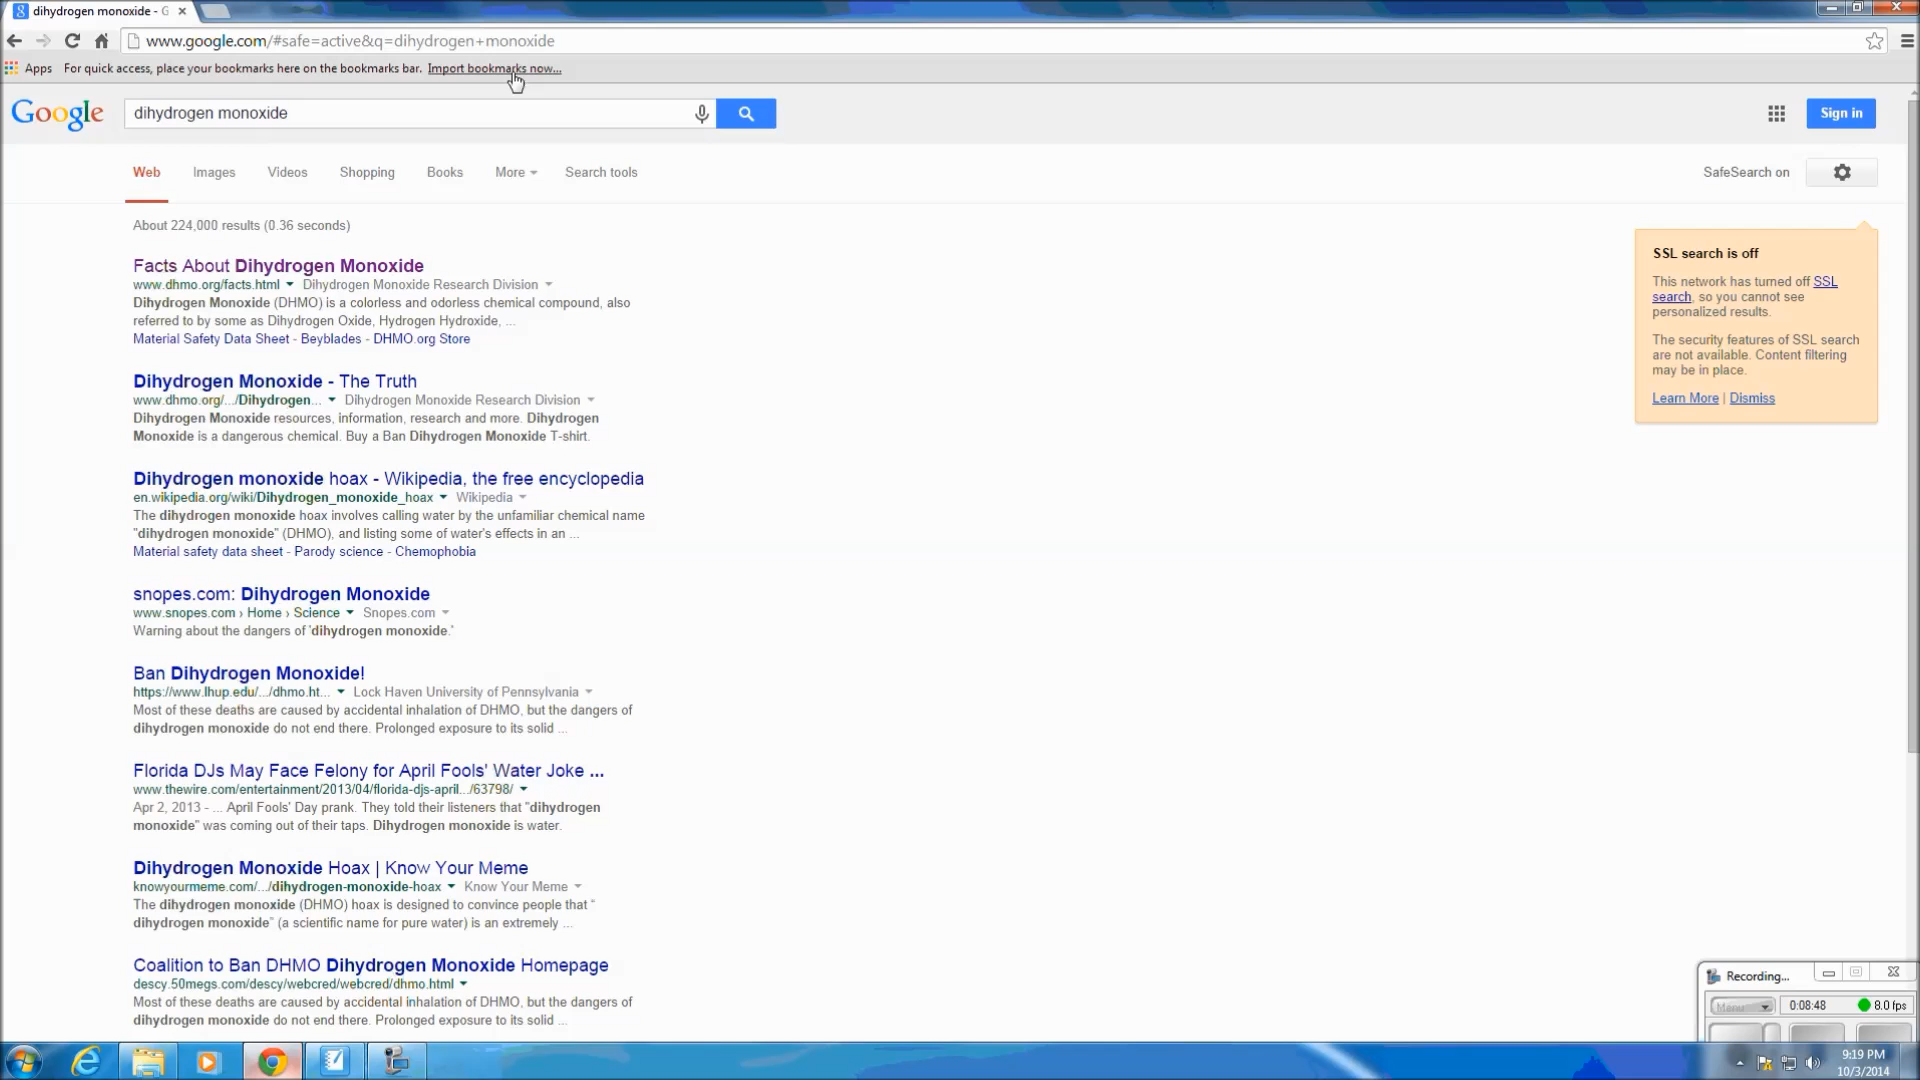 dihydrogen monoxide - G
www.google.com/#safe=active&q=dihydrogen+monoxide
Apps For quick access, place your bookmarks here on the bookmarks bar. Import bookmarks now...
Google dihydrogen monoxide Sign in
Web Images Videos Shopping Books More Search tools SafeSearch on
About 224,000 results (0.36 seconds)
Facts About Dihydrogen Monoxide
www.dhmo.org/facts.html Dihydrogen Monoxide Research Division
Dihydrogen Monoxide (DHMO) is a colorless and odorless chemical compound, also
referred to by some as Dihydrogen Oxide, Hydrogen Hydroxide, ...
Material Safety Data Sheet - Beyblades - DHMO.org Store
Dihydrogen Monoxide - The Truth
www.dhmo.org/.../Dihydrogen... Dihydrogen Monoxide Research Division
Dihydrogen Monoxide resources, information, research and more. Dihydrogen
Monoxide is a dangerous chemical. Buy a Ban Dihydrogen Monoxide T-shirt.
Dihydrogen monoxide hoax - Wikipedia, the free encyclopedia
en.wikipedia.org/wiki/Dihydrogen_monoxide_hoax Wikipedia
The dihydrogen monoxide hoax involves calling water by the unfamiliar chemical name
"dihydrogen monoxide" (DHMO), and listing some of water's effects in an ...
Material safety data sheet - Parody science - Chemophobia
snopes.com: Dihydrogen Monoxide
www.snopes.com › Home › Science Snopes.com
Warning about the dangers of 'dihydrogen monoxide.'
Ban Dihydrogen Monoxide!
https://www.lhup.edu/.../dhmo.ht... Lock Haven University of Pennsylvania
Most of these deaths are caused by accidental inhalation of DHMO, but the dangers of
dihydrogen monoxide do not end there. Prolonged exposure to its solid ...
Florida DJs May Face Felony for April Fools' Water Joke ...
www.thewire.com/entertainment/2013/04/florida-djs-april.../63798/
Apr 2, 2013 - ... April Fools' Day prank. They told their listeners that "dihydrogen
monoxide" was coming out of their taps. Dihydrogen monoxide is water.
Dihydrogen Monoxide Hoax | Know Your Meme
knowyourmeme.com/.../dihydrogen-monoxide-hoax Know Your Meme
The dihydrogen monoxide (DHMO) hoax is designed to convince people that “
dihydrogen monoxide” (a scientific name for pure water) is an extremely ...
Coalition to Ban DHMO Dihydrogen Monoxide Homepage
descy.50megs.com/descy/webcred/webcred/dhmo.html
Most of these deaths are caused by accidental inhalation of DHMO, but the dangers of
dihydrogen monoxide do not end there. Prolonged exposure to its solid ...
SSL search is off
This network has turned off SSL
search, so you cannot see
personalized results.
The security features of SSL search
are not available. Content filtering
may be in place.
Learn More | Dismiss
Recording...
Menu 0:08:48 8.0 fps
9:19 PM
10/3/2014